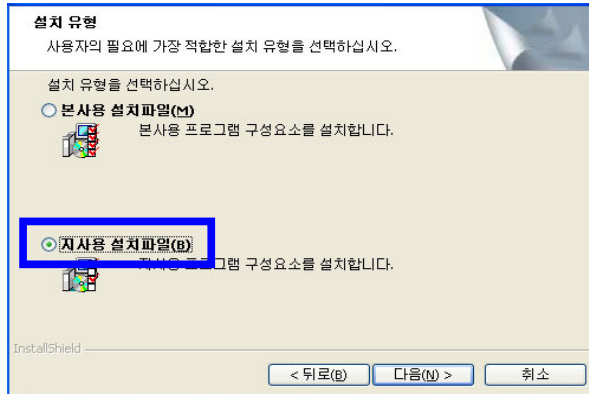 설치 유형
사용자의 필요에 가장 적합한 설치 유형을 선택하십시오.
설치 유형을 선택하십시오.
본사용 설치파일(M)
본사용 프로그램 구성요소를 설치합니다.
지사용 설치파일(B)
지사용 프로그램 구성요소를 설치합니다.
InstallShield
< 뒤로(B) 다음(N) > 취소